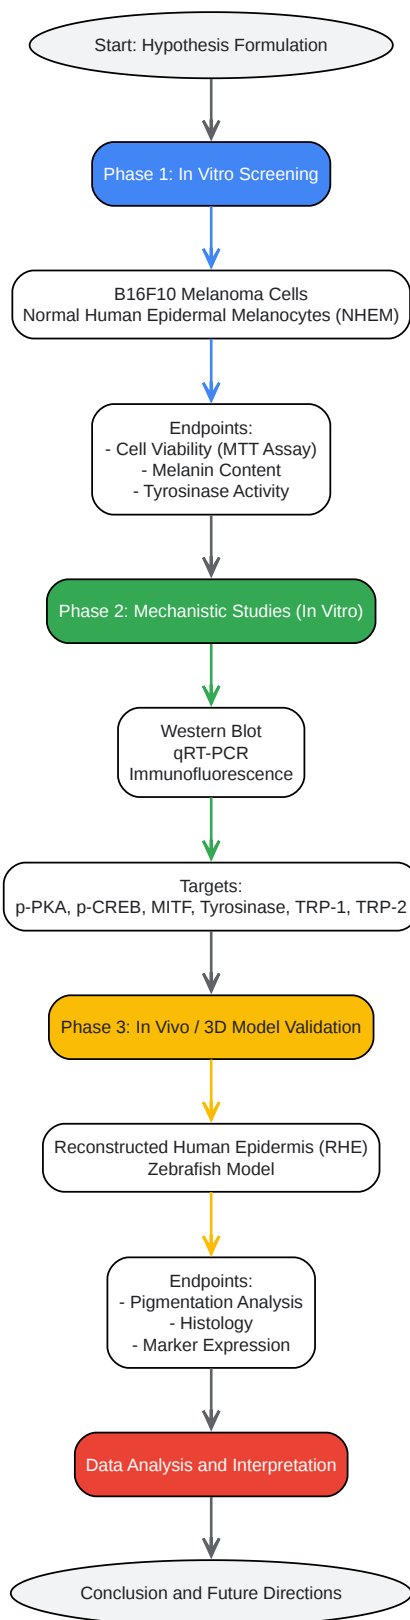 Start: Hypothesis Formulation
Phase 1: In Vitro Screening
B16F10 Melanoma Cells
Normal Human Epidermal Melanocytes (NHEM)
Endpoints:
- Cell Viability (MTT Assay)
- Melanin Content
- Tyrosinase Activity
Phase 2: Mechanistic Studies (In Vitro)
Western Blot
qRT-PCR
Immunofluorescence
Targets:
p-PKA, p-CREB, MITF, Tyrosinase, TRP-1, TRP-2
Phase 3: In Vivo / 3D Model Validation
Reconstructed Human Epidermis (RHE)
Zebrafish Model
Endpoints:
- Pigmentation Analysis
- Histology
- Marker Expression
Data Analysis and Interpretation
Conclusion and Future Directions